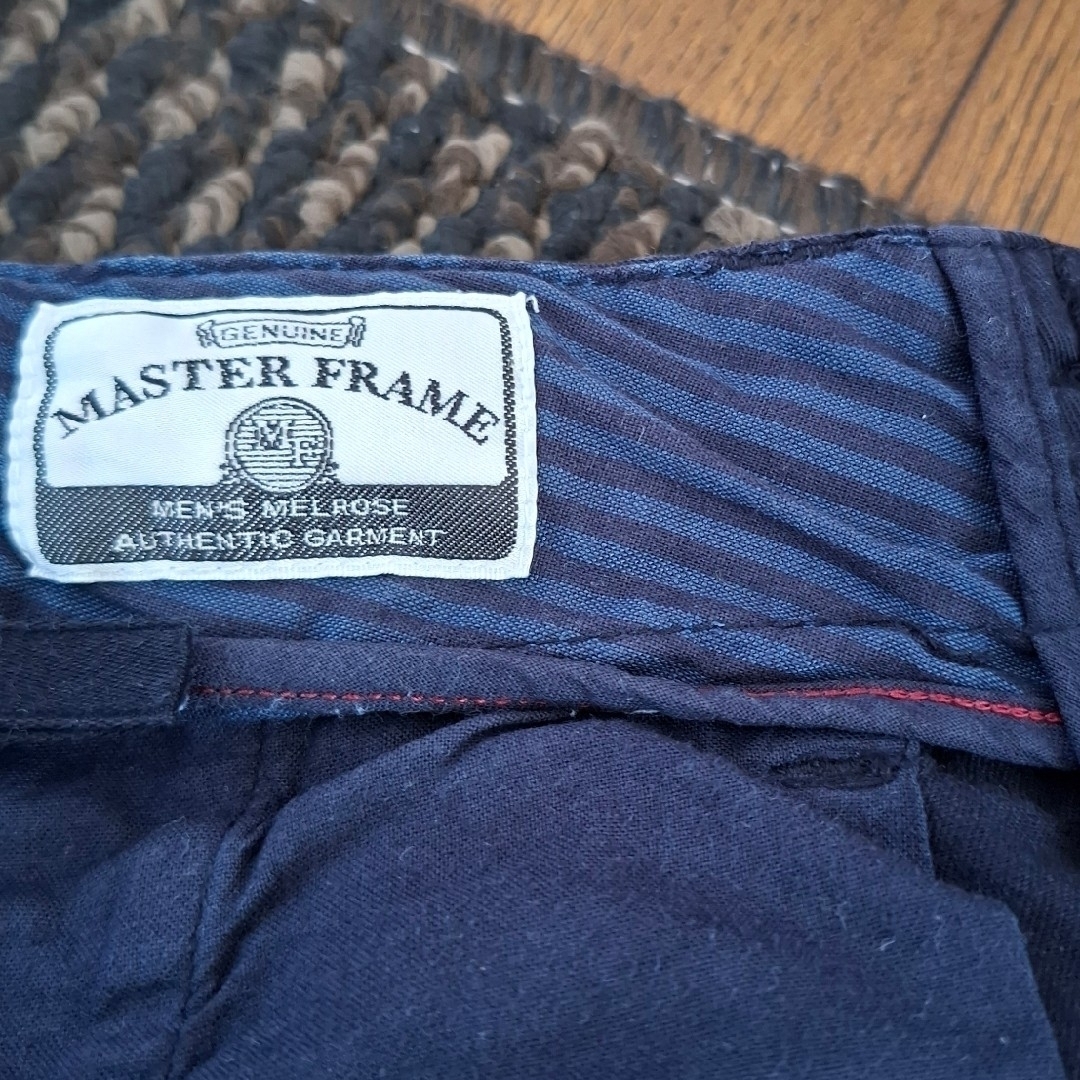 GENUINE
MASTER FRAME
MF
MEN'S MELROSE
AUTHENTIC GARMENT